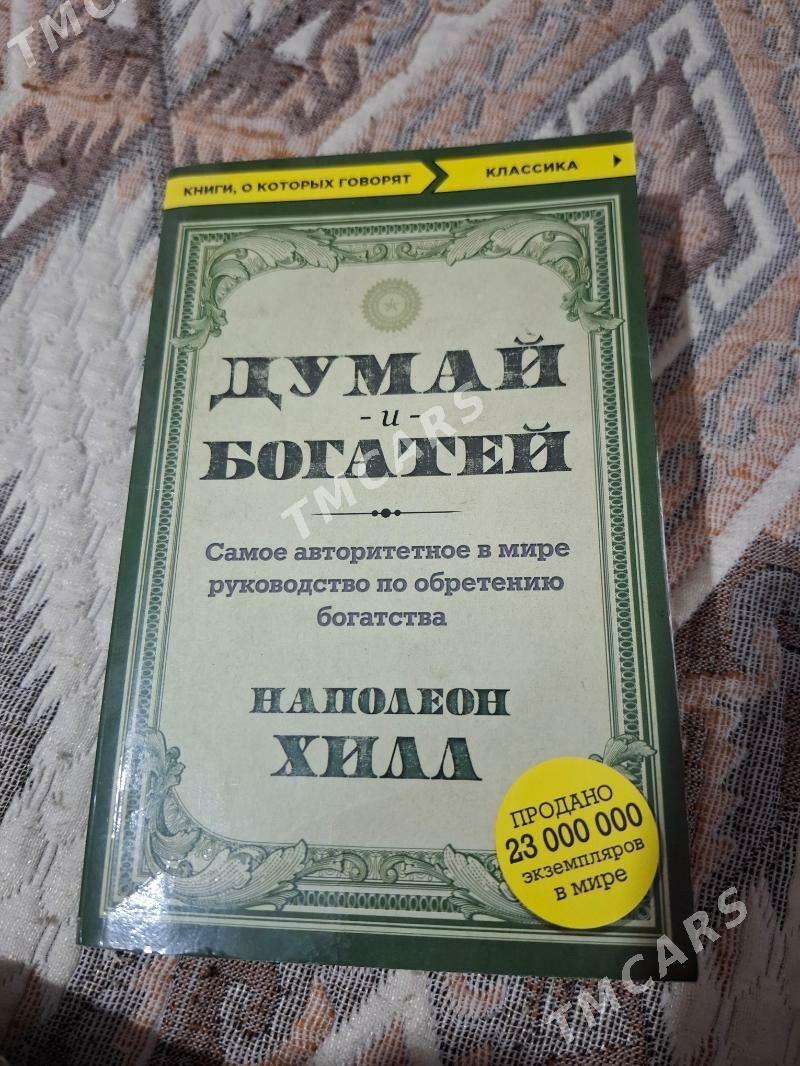 TMCARS
КНИГИ, О КОТОРЫХ ГОВОРЯТ
КЛАССИКА
ДУМАЙ
- и -
БОГАТЕЙ
TMCARS
Самое авторитетное в мире
руководство по обретению
богатства
НАПОЛЕОН
ХИЛЛ
ПРОДАНО
23 000 000
экземпляров
в мире
TMCARS